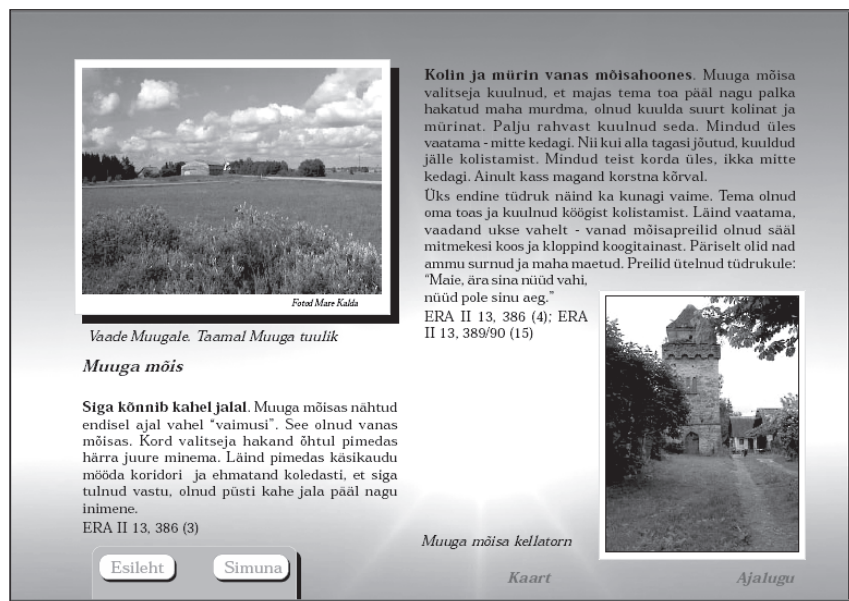 Fotod Mare Kalda
Vaade Muugale. Taamal Muuga tuulik
Muuga mõis
Siga kõnnib kahel jalal. Muuga mõisas nähtud
endisel ajal vahel “vaimusi”. See olnud vanas
mõisas. Kord valitseja hakand õhtul pimedas
härra juure minema. Läind pimedas käsikaudu
mööda koridori ja ehmatand koledasti, et siga
tulnud vastu, olnud püsti kahe jala pääl nagu
inimene.
ERA II 13, 386 (3)
Kolin ja mürin vanas mõisahoones. Muuga mõisa
valitseja kuulnud, et majas tema toa pääl nagu palka
hakatud maha murdma, olnud kuulda suurt kolinat ja
mürinat. Palju rahvast kuulnud seda. Mindud üles
vaatama - mitte kedagi. Nii kui alla tagasi jõutud, kuuldud
jälle kolistamist. Mindud teist korda üles, ikka mitte
kedagi. Ainult kass magand korstna kõrval.
Üks endine tüdruk näind ka kunagi vaime. Tema olnud
oma toas ja kuulnud köögist kolistamist. Läind vaatama,
vaadand ukse vahelt - vanad mõisapreilid olnud sääl
mitmekesi koos ja kloppind koogitainast. Päriselt olid nad
ammu surnud ja maha maetud. Preilid ütelnud tüdrukule:
“Maie, ära sina nüüd vahi,
nüüd pole sinu aeg.”
ERA II 13, 386 (4); ERA
II 13, 389/90 (15)
Muuga mõisa kellatorn
Esileht
Simuna
Kaart
Ajalugu